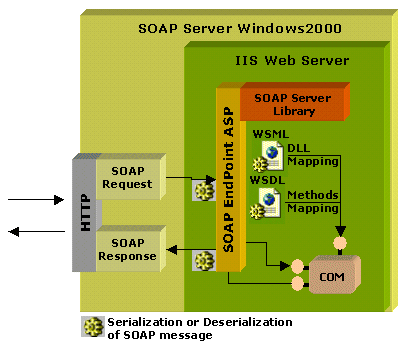 SOAP Server Windows2000
IIS Web Server
SOAP Server
Library
WSML
DLL
Mapping
WSDL
Methods
Mapping
SOAP
Request
HTTP
SOAP EndPoint ASP
SOAP
Response
COM
Serialization or Deserialization
of SOAP message